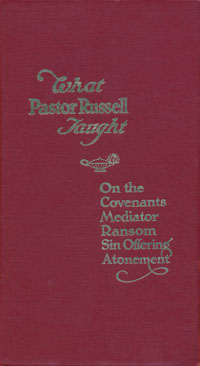 What
Pastor Russell
Taught
On the
Covenants
Mediator
Ransom
Sin Offering
Atonement